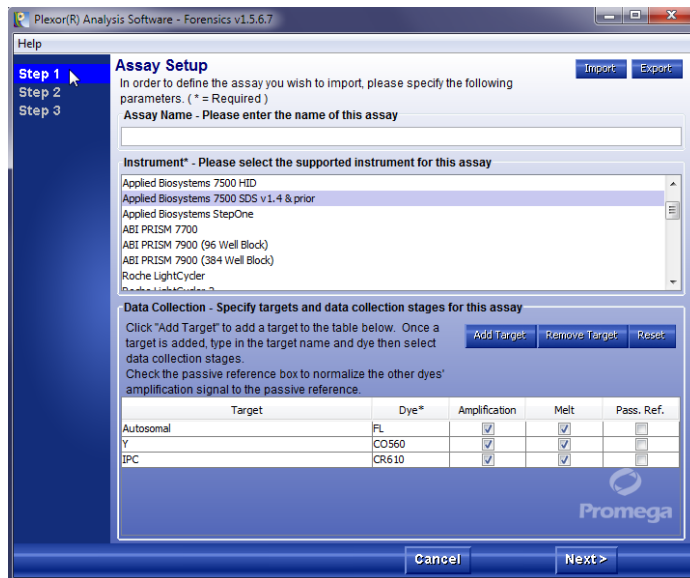 Plexor(R) Analysis Software - Forensics v1.5.6.7
Help
Step 1
Step 2
Step 3
Assay Setup
Import
Export
In order to define the assay you wish to import, please specify the following
parameters. ( * = Required )
Assay Name - Please enter the name of this assay
Instrument* - Please select the supported instrument for this assay
Applied Biosystems 7500 HID
Applied Biosystems 7500 SDS v1.4 & prior
Applied Biosystems StepOne
ABI PRISM 7700
ABI PRISM 7900 (96 Well Block)
ABI PRISM 7900 (384 Well Block)
Roche LightCycler
Data Collection - Specify targets and data collection stages for this assay
Click "Add Target" to add a target to the table below. Once a
target is added, type in the target name and dye then select
data collection stages.
Check the passive reference box to normalize the other dyes'
amplification signal to the passive reference.
Add Target
Remove Target
Reset
Target Dye* Amplification Melt Pass. Ref.
Autosomal FL
Y CO560
IPC CR610
Promega
Cancel
Next >